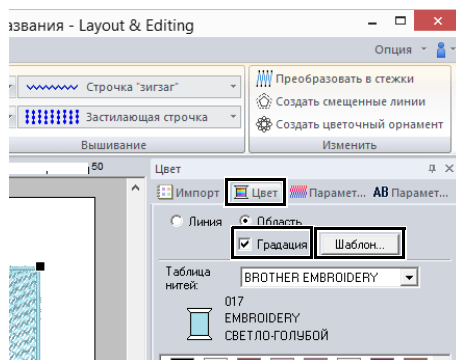 азвания - Layout & Editing
Опция
Строчка "зигзаг"
Застилающая строчка
Вышивание
Преобразовать в стежки
Создать смещенные линии
Создать цветочный орнамент
Изменить
50
Цвет
Импорт Цвет Парамет... AB Парамет...
Линия Область
Градация Шаблон...
Таблица нитей: BROTHER EMBROIDERY
017
EMBROIDERY
СВЕТЛО-ГОЛУБОЙ